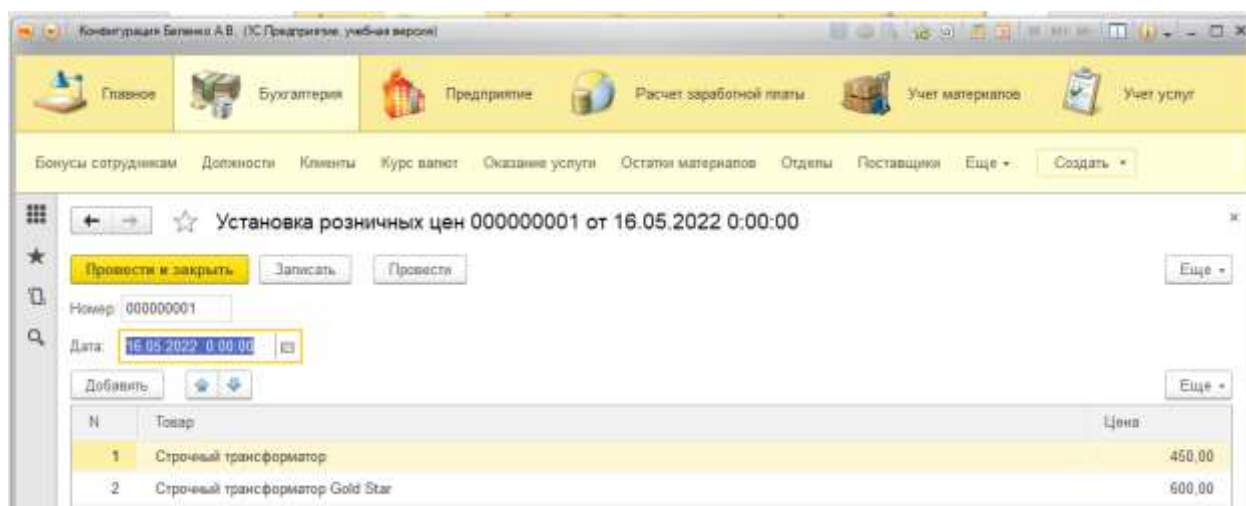 Конфигурация Беленко А.В. (1С:Предприятие, учебная версия)
Главное Бухгалтерия Предприятие Расчет заработной платы Учет материалов Учет услуг
Бонусы сотрудникам Должности Клиенты Курс валют Оказание услуги Остатки материалов Отделы Поставщики Еще Создать
Установка розничных цен 000000001 от 16.05.2022 0:00:00
Провести и закрыть Записать Провести Еще
Номер: 000000001
Дата: 16.05.2022 0:00:00
Добавить Еще
N Товар Цена
1 Строчный трансформатор 450,00
2 Строчный трансформатор Gold Star 600,00